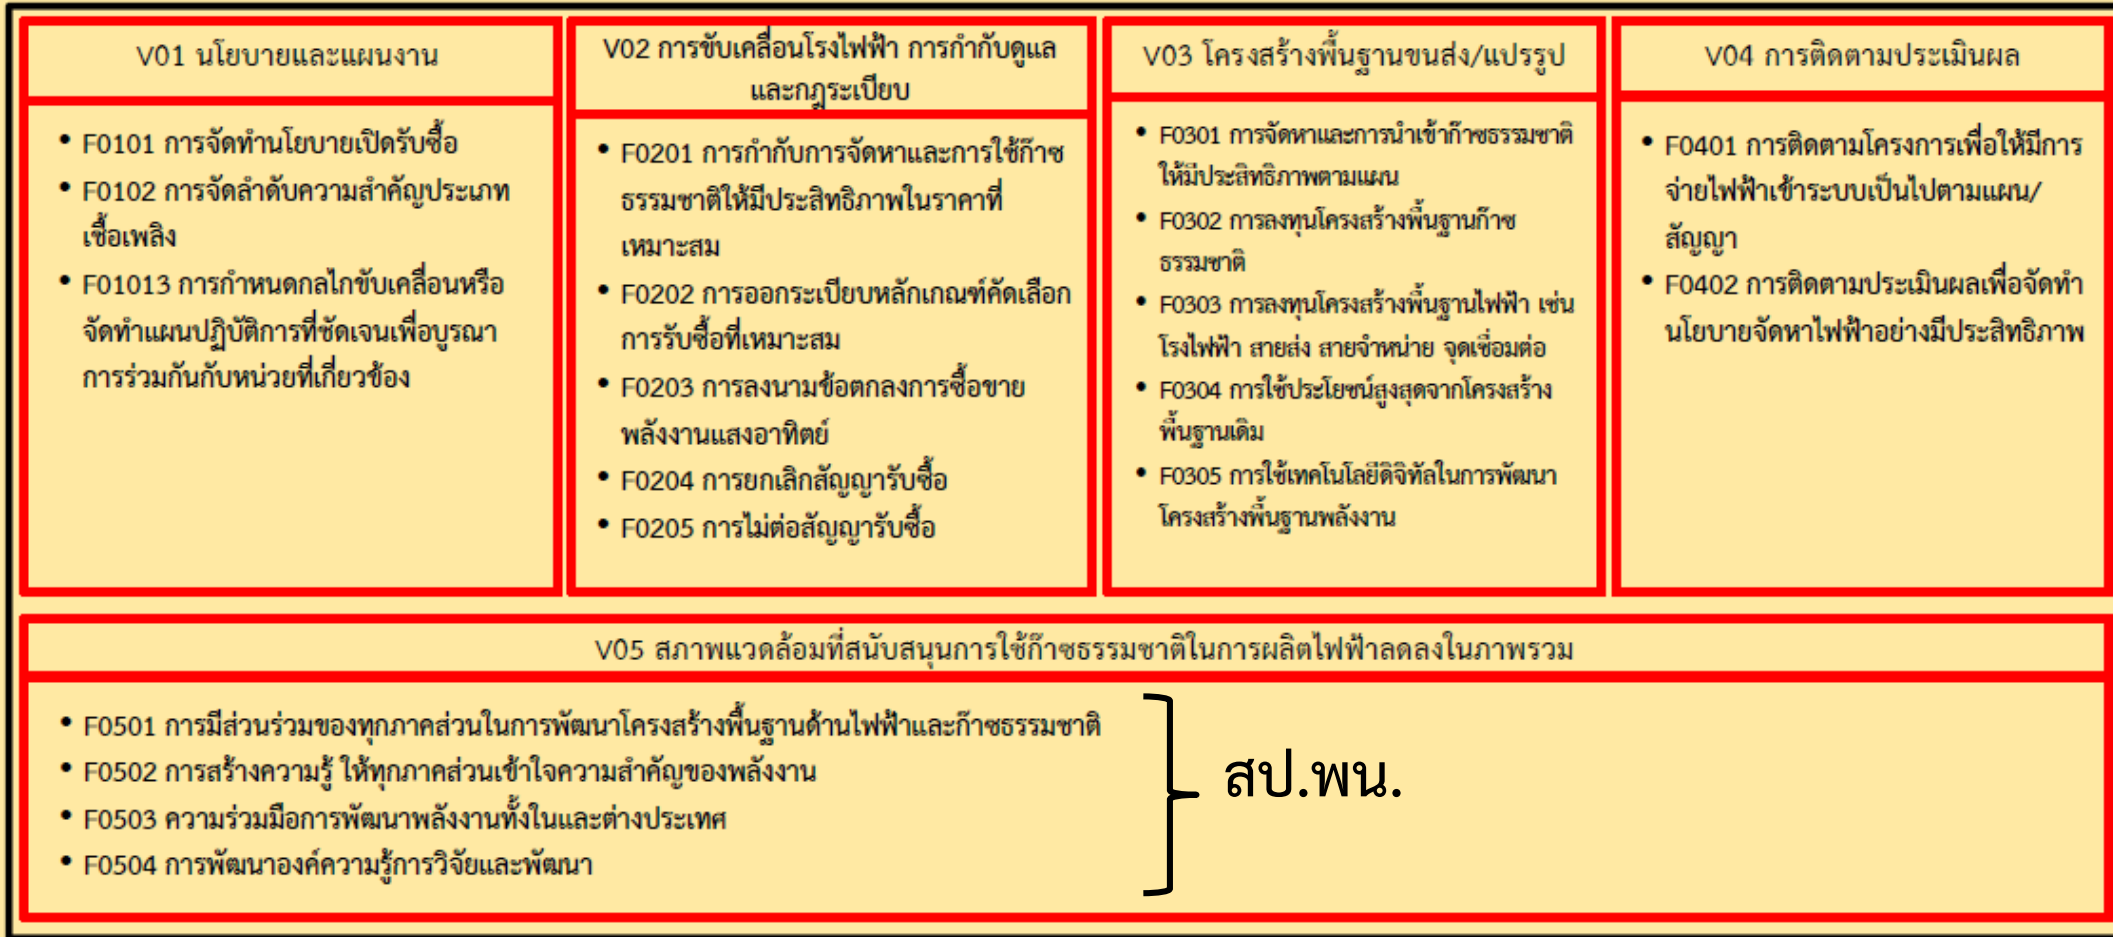 V01 นโยบายและแผนงาน
• F0101 การจัดทำนโยบายเปิดรับซื้อ
• F0102 การจัดลำดับความสำคัญประเภท
เชื้อเพลิง
• F01013 การกำหนดกลไกขับเคลื่อนหรือ
จัดทำแผนปฏิบัติการที่ชัดเจนเพื่อบูรณา
การร่วมกันกับหน่วยที่เกี่ยวข้อง
V02 การขับเคลื่อนโรงไฟฟ้า การกำกับดูแล
และกฎระเบียบ
• F0201 การกำกับการจัดหาและการใช้ก๊าซ
ธรรมชาติให้มีประสิทธิภาพในราคาที่
เหมาะสม
• F0202 การออกระเบียบหลักเกณฑ์คัดเลือก
การรับซื้อที่เหมาะสม
• F0203 การลงนามข้อตกลงการซื้อขาย
พลังงานแสงอาทิตย์
• F0204 การยกเลิกสัญญารับซื้อ
• F0205 การไม่ต่อสัญญารับซื้อ
V03 โครงสร้างพื้นฐานขนส่ง/แปรรูป
• F0301 การจัดหาและการนำเข้าก๊าซธรรมชาติ
ให้มีประสิทธิภาพตามแผน
• F0302 การลงทุนโครงสร้างพื้นฐานก๊าซ
ธรรมชาติ
• F0303 การลงทุนโครงสร้างพื้นฐานไฟฟ้า เช่น
โรงไฟฟ้า สายส่ง สายจำหน่าย จุดเชื่อมต่อ
• F0304 การใช้ประโยชน์สูงสุดจากโครงสร้าง
พื้นฐานเดิม
• F0305 การใช้เทคโนโลยีดิจิทัลในการพัฒนา
โครงสร้างพื้นฐานพลังงาน
V04 การติดตามประเมินผล
• F0401 การติดตามโครงการเพื่อให้มีการ
จ่ายไฟฟ้าเข้าระบบเป็นไปตามแผน/
สัญญา
• F0402 การติดตามประเมินผลเพื่อจัดทำ
นโยบายจัดหาไฟฟ้าอย่างมีประสิทธิภาพ
V05 สภาพแวดล้อมที่สนับสนุนการใช้ก๊าซธรรมชาติในการผลิตไฟฟ้าลดลงในภาพรวม
• F0501 การมีส่วนร่วมของทุกภาคส่วนในการพัฒนาโครงสร้างพื้นฐานด้านไฟฟ้าและก๊าซธรรมชาติ
• F0502 การสร้างความรู้ ให้ทุกภาคส่วนเข้าใจความสำคัญของพลังงาน
• F0503 ความร่วมมือการพัฒนาพลังงานทั้งในและต่างประเทศ
• F0504 การพัฒนาองค์ความรู้การวิจัยและพัฒนา
สป.พน.